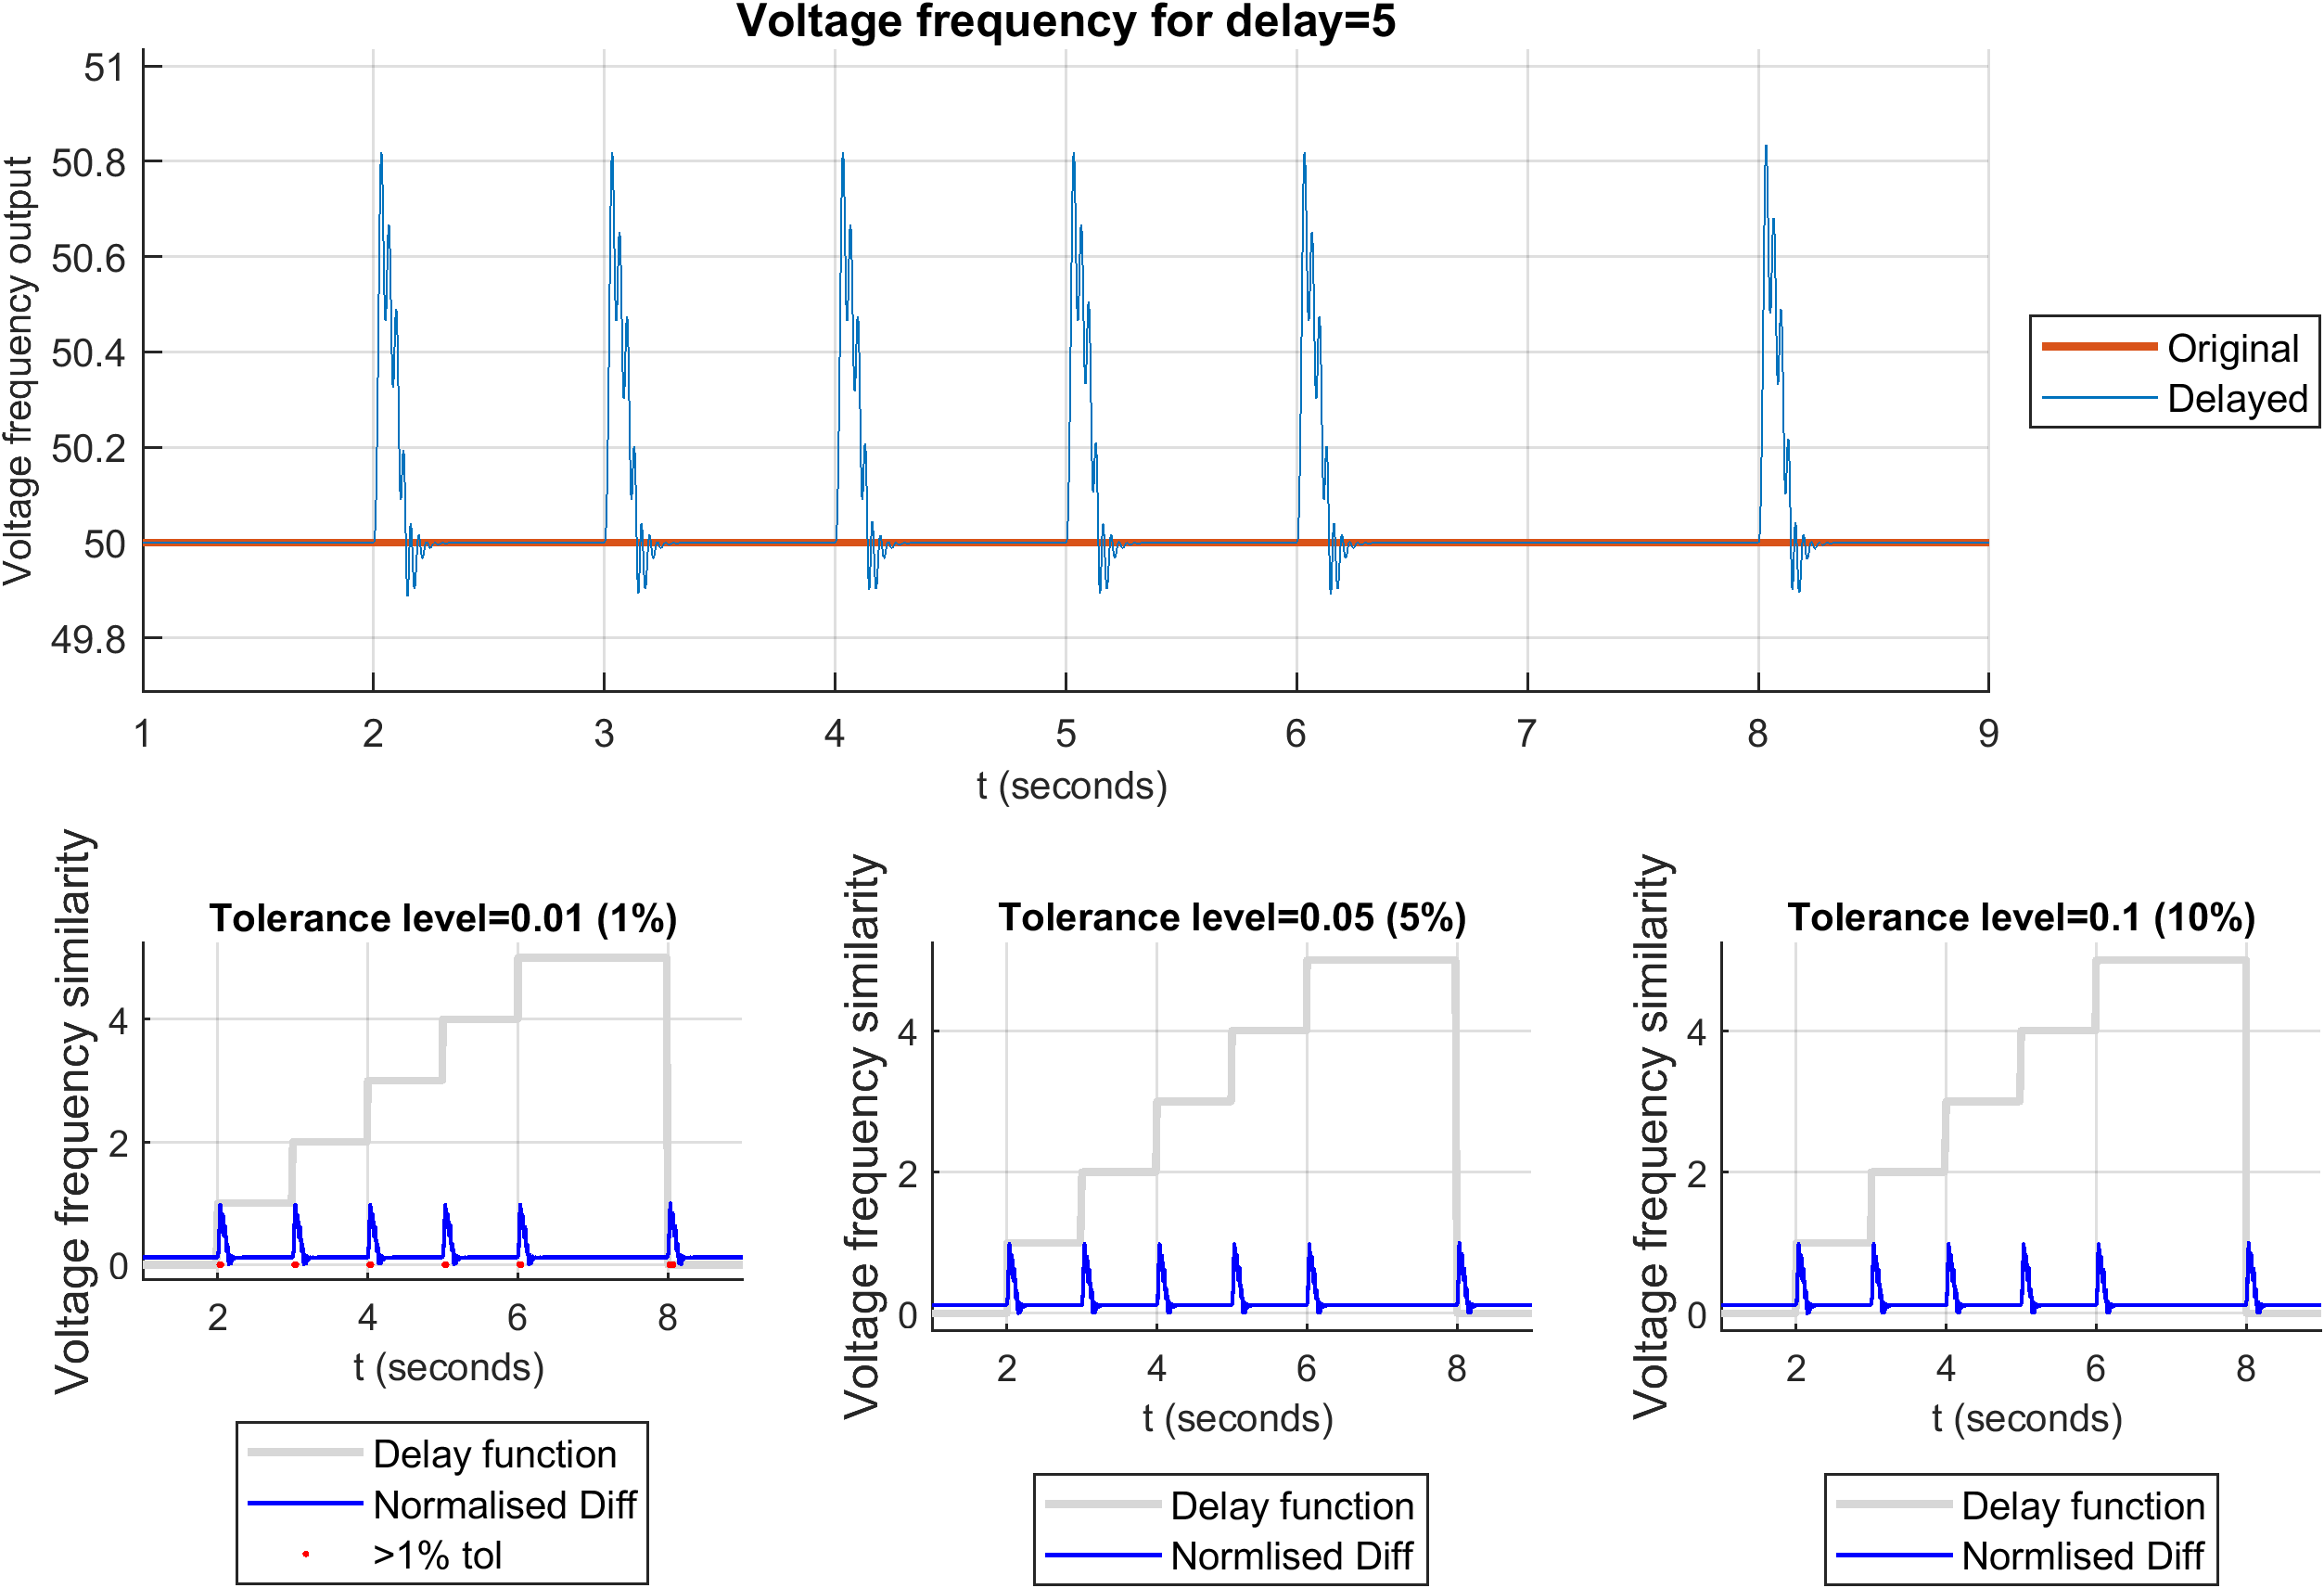 Voltage frequency for delay=5
Voltage frequency output
51
50.8
50.6
50.4
50.2
50
49.8
1 2 3 4 5 6 7 8 9
t (seconds)
Original
Delayed
Tolerance level=0.01 (1%)
Voltage frequency similarity
4
2
0
2 4 6 8
t (seconds)
Delay function
Normalised Diff
>1% tol
Tolerance level=0.05 (5%)
Voltage frequency similarity
4
2
0
2 4 6 8
t (seconds)
Delay function
Normlised Diff
Tolerance level=0.1 (10%)
Voltage frequency similarity
4
2
0
2 4 6 8
t (seconds)
Delay function
Normlised Diff